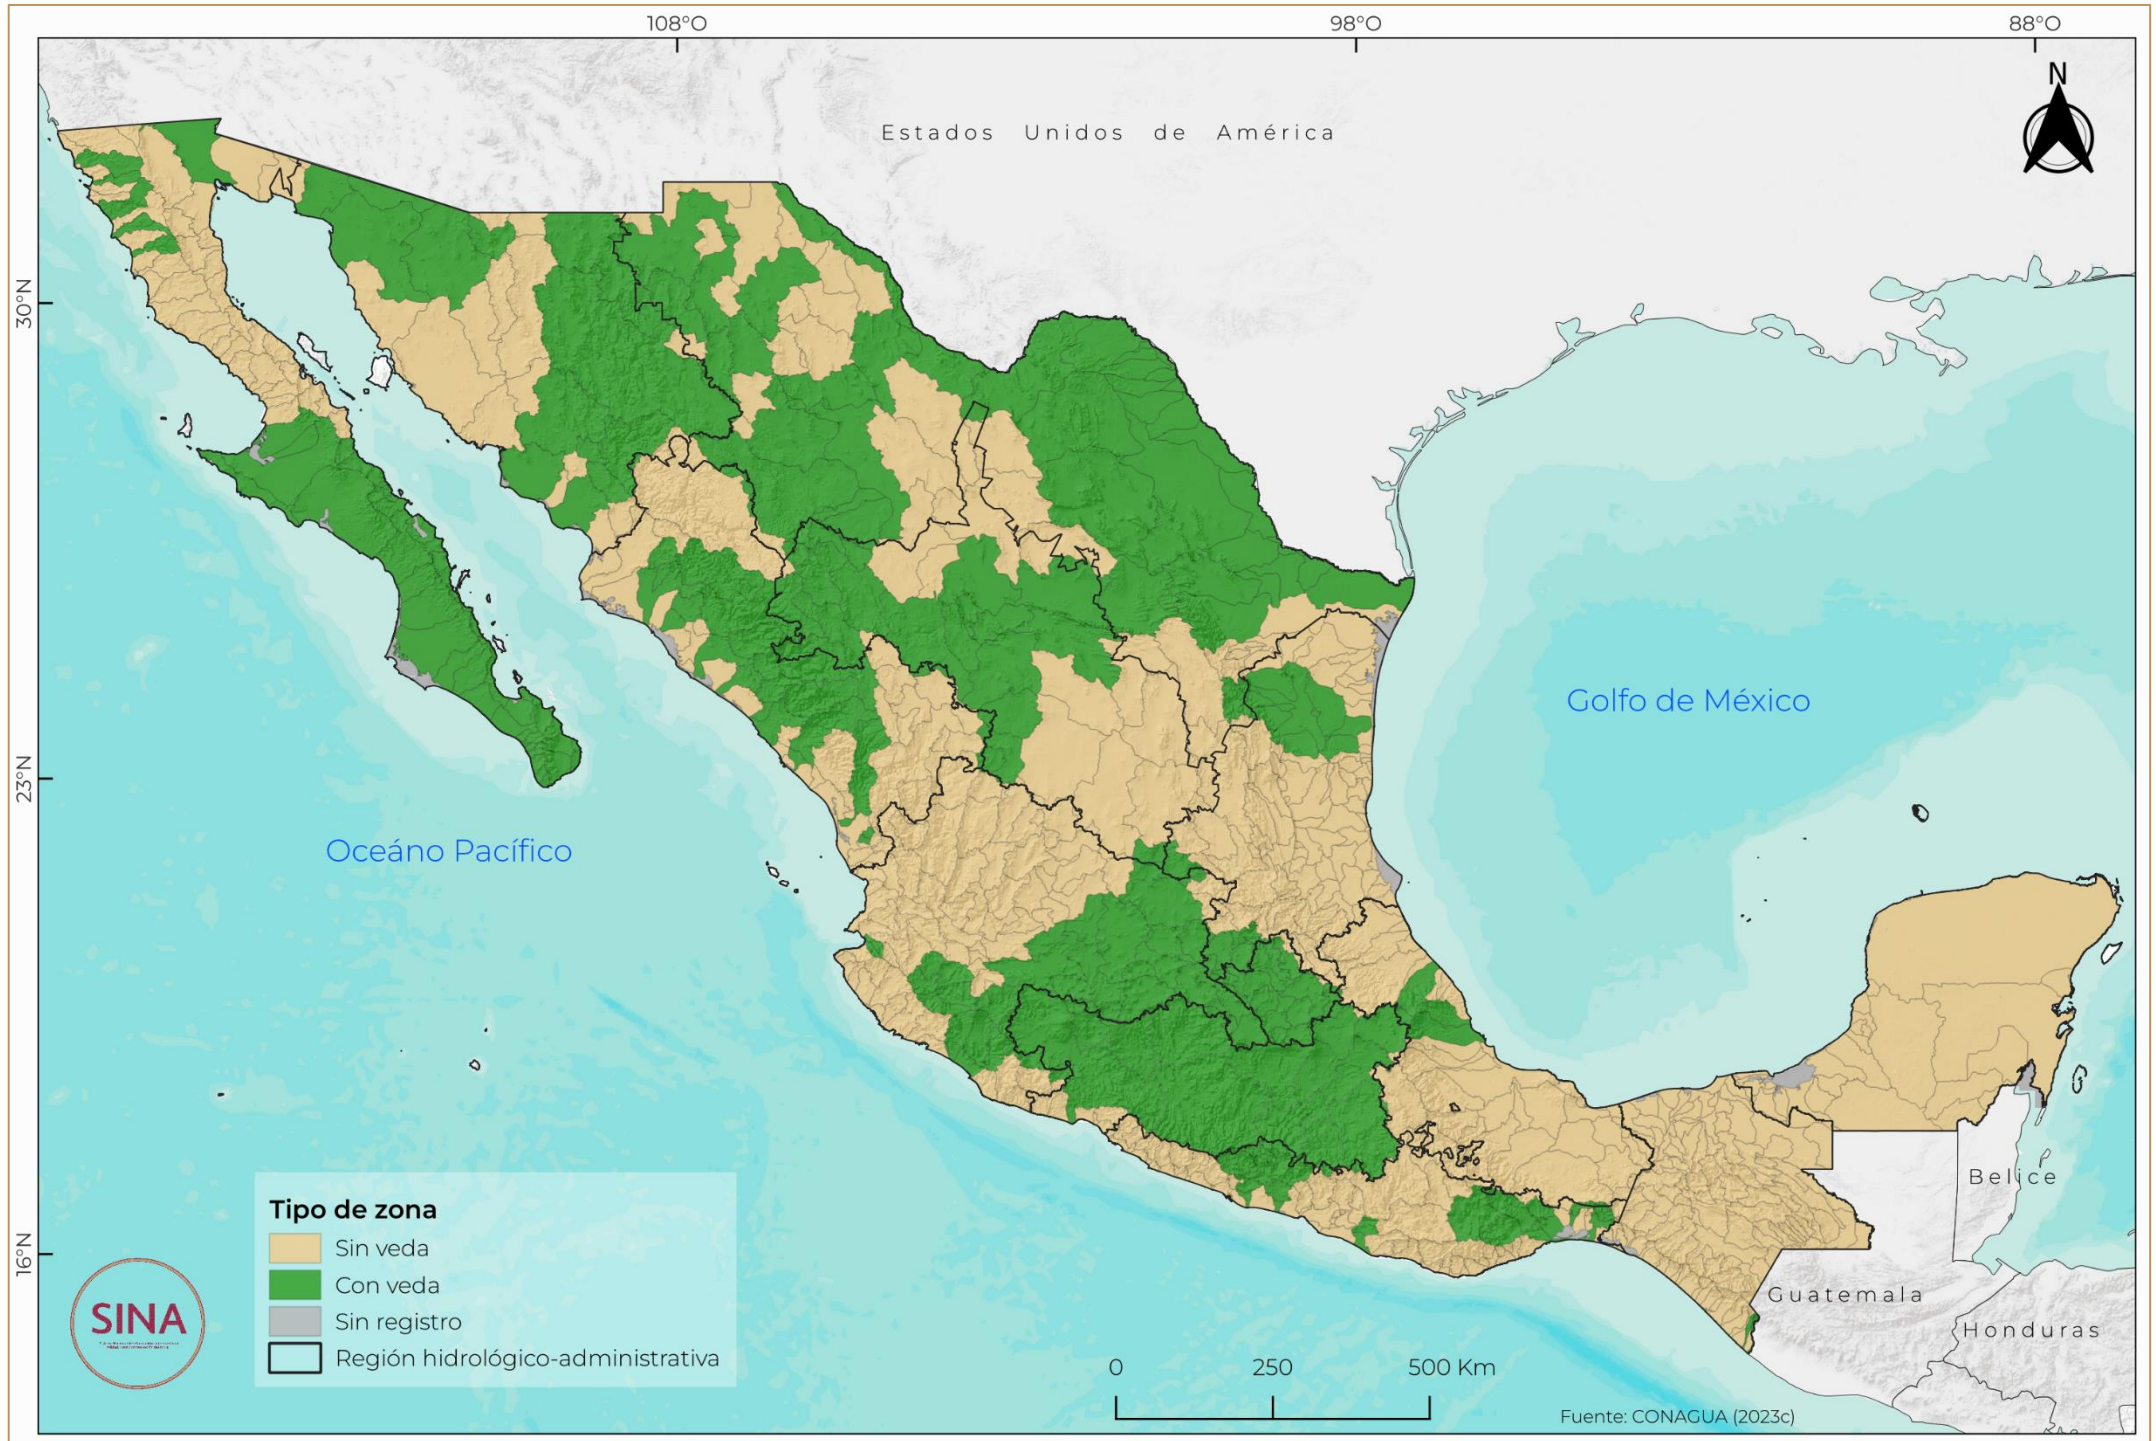 108°O
98°O
88°O
N
Estados Unidos de América
30°N
Golfo de México
23°N
Oceáno Pacífico
Belice
Tipo de zona
Sin veda
Con veda
Sin registro
Región hidrológico-administrativa
16°N
SINA
Guatemala
Honduras
0 250 500 Km
Fuente: CONAGUA (2023c)